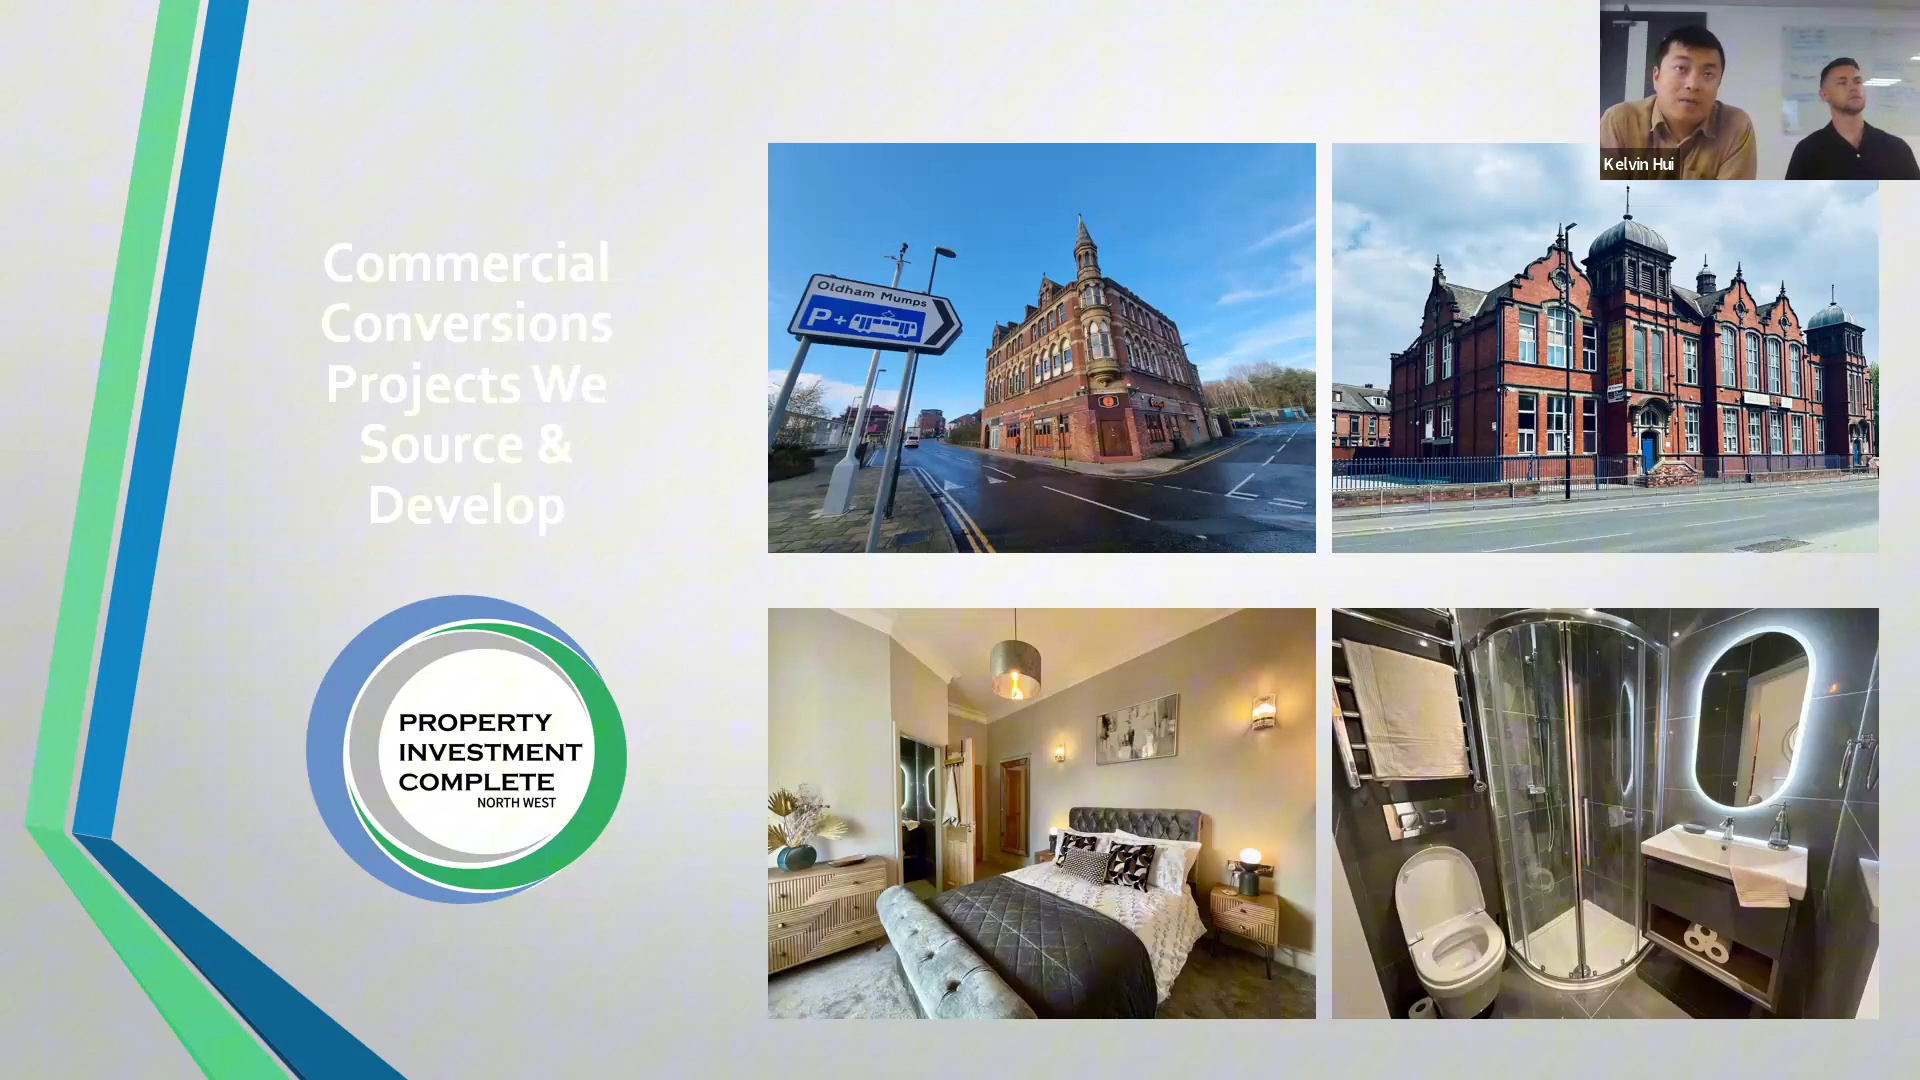 Commercial
Conversions
Projects We
Source &
Develop
PROPERTY
INVESTMENT
COMPLETE
NORTH WEST
Oldham Mumps
P+
Kelvin Hui